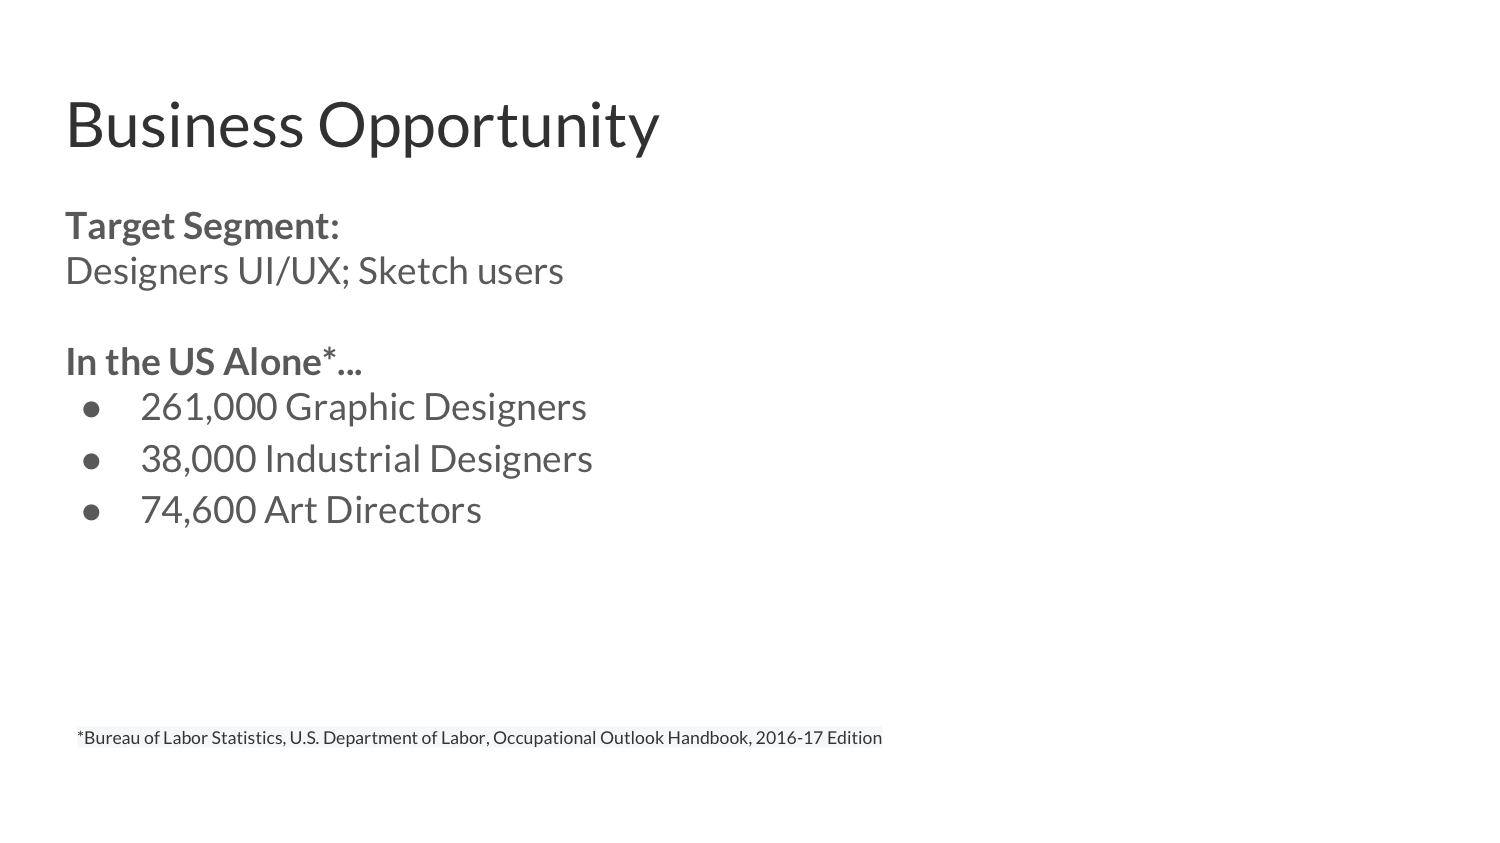 Business Opportunity
Target Segment:
Designers UI/UX; Sketch users
In the US Alone*...
● 261,000 Graphic Designers
● 38,000 Industrial Designers
● 74,600 Art Directors
*Bureau of Labor Statistics, U.S. Department of Labor, Occupational Outlook Handbook, 2016-17 Edition